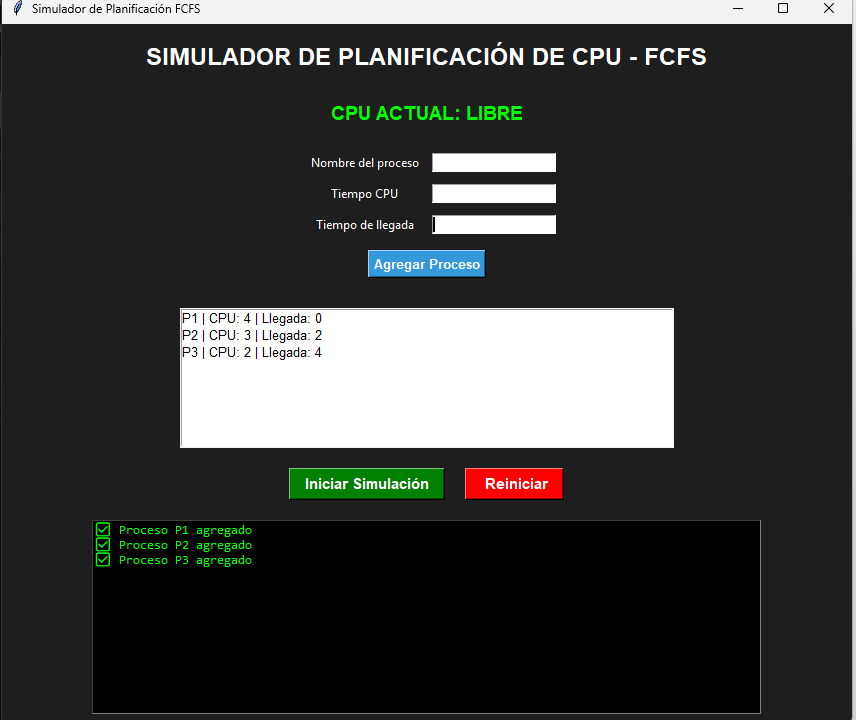 Simulador de Planificación FCFS
SIMULADOR DE PLANIFICACIÓN DE CPU - FCFS
CPU ACTUAL: LIBRE
Nombre del proceso
Tiempo CPU
Tiempo de llegada
Agregar Proceso
P1 | CPU: 4 | Llegada: 0
P2 | CPU: 3 | Llegada: 2
P3 | CPU: 2 | Llegada: 4
Iniciar Simulación Reiniciar
Proceso P1 agregado
Proceso P2 agregado
Proceso P3 agregado